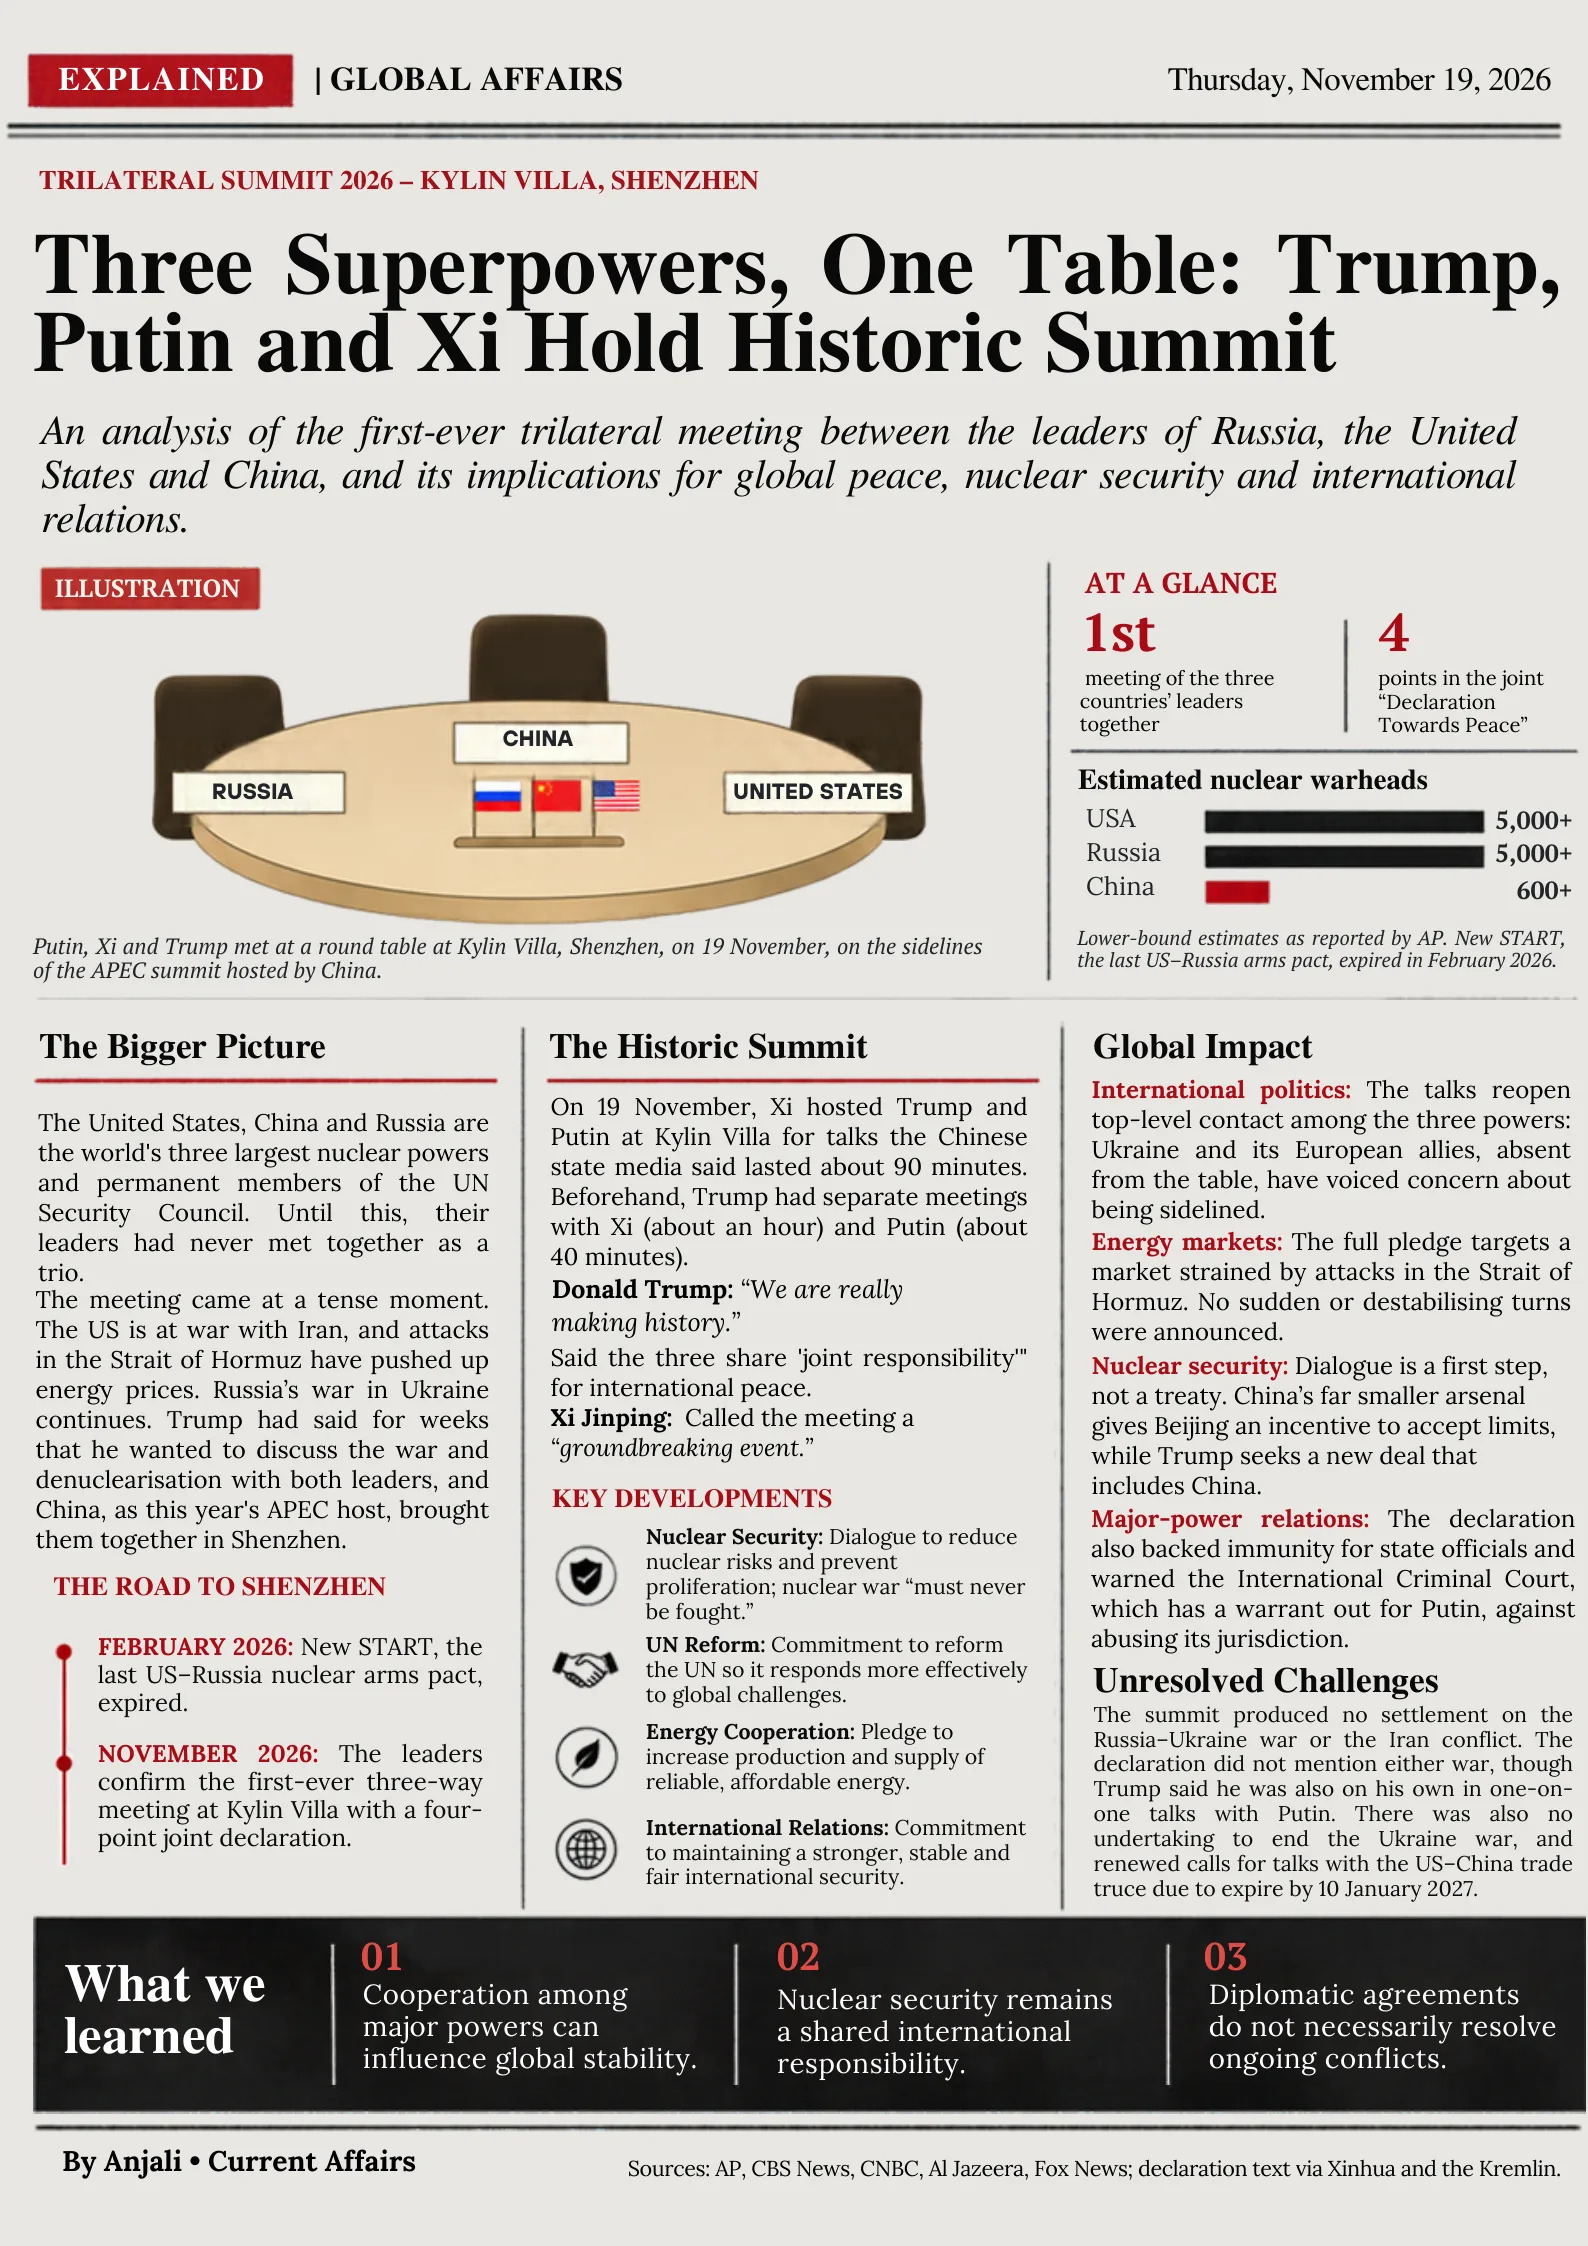 EXPLAINED | GLOBAL AFFAIRS
Thursday, November 19, 2026
TRILATERAL SUMMIT 2026 – KYLIN VILLA, SHENZHEN
Three Superpowers, One Table: Trump,
Putin and Xi Hold Historic Summit
An analysis of the first-ever trilateral meeting between the leaders of Russia, the United
States and China, and its implications for global peace, nuclear security and international
relations.
ILLUSTRATION
CHINA
RUSSIA
UNITED STATES
Putin, Xi and Trump met at a round table at Kylin Villa, Shenzhen, on 19 November, on the sidelines
of the APEC summit hosted by China.
AT A GLANCE
1st
meeting of the three
countries’ leaders
together
4
points in the joint
“Declaration
Towards Peace”
Estimated nuclear warheads
USA 5,000+
Russia 5,000+
China 600+
Lower-bound estimates as reported by AP. New START,
the last US–Russia arms pact, expired in February 2026.
The Bigger Picture
The United States, China and Russia are
the world's three largest nuclear powers
and permanent members of the UN
Security Council. Until this, their
leaders had never met together as a
trio.
The meeting came at a tense moment.
The US is at war with Iran, and attacks
in the Strait of Hormuz have pushed up
energy prices. Russia’s war in Ukraine
continues. Trump had said for weeks
that he wanted to discuss the war and
denuclearisation with both leaders, and
China, as this year's APEC host, brought
them together in Shenzhen.
THE ROAD TO SHENZHEN
FEBRUARY 2026: New START, the
last US–Russia nuclear arms pact,
expired.
NOVEMBER 2026: The leaders
confirm the first-ever three-way
meeting at Kylin Villa with a four-
point joint declaration.
The Historic Summit
On 19 November, Xi hosted Trump and
Putin at Kylin Villa for talks the Chinese
state media said lasted about 90 minutes.
Beforehand, Trump had separate meetings
with Xi (about an hour) and Putin (about
40 minutes).
Donald Trump: “We are really
making history.”
Said the three share 'joint responsibility'"
for international peace.
Xi Jinping: Called the meeting a
“groundbreaking event.”
KEY DEVELOPMENTS
Nuclear Security: Dialogue to reduce
nuclear risks and prevent
proliferation; nuclear war “must never
be fought.”
UN Reform: Commitment to reform
the UN so it responds more effectively
to global challenges.
Energy Cooperation: Pledge to
increase production and supply of
reliable, affordable energy.
International Relations: Commitment
to maintaining a stronger, stable and
fair international security.
Global Impact
International politics: The talks reopen
top-level contact among the three powers:
Ukraine and its European allies, absent
from the table, have voiced concern about
being sidelined.
Energy markets: The full pledge targets a
market strained by attacks in the Strait of
Hormuz. No sudden or destabilising turns
were announced.
Nuclear security: Dialogue is a first step,
not a treaty. China’s far smaller arsenal
gives Beijing an incentive to accept limits,
while Trump seeks a new deal that
includes China.
Major-power relations: The declaration
also backed immunity for state officials and
warned the International Criminal Court,
which has a warrant out for Putin, against
abusing its jurisdiction.
Unresolved Challenges
The summit produced no settlement on the
Russia–Ukraine war or the Iran conflict. The
declaration did not mention either war, though
Trump said he was also on his own in one-on-
one talks with Putin. There was also no
undertaking to end the Ukraine war, and
renewed calls for talks with the US–China trade
truce due to expire by 10 January 2027.
What we
learned
01
Cooperation among
major powers can
influence global stability.
02
Nuclear security remains
a shared international
responsibility.
03
Diplomatic agreements
do not necessarily resolve
ongoing conflicts.
By Anjali • Current Affairs
Sources: AP, CBS News, CNBC, Al Jazeera, Fox News; declaration text via Xinhua and the Kremlin.